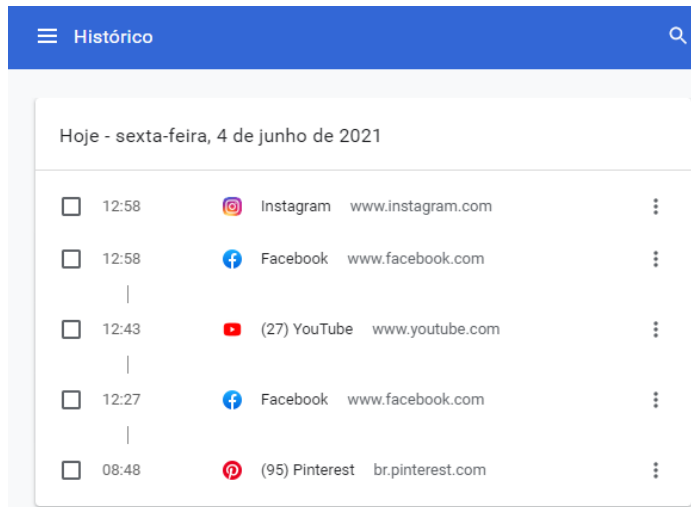 Histórico
Hoje - sexta-feira, 4 de junho de 2021
12:58 Instagram www.instagram.com
12:58 Facebook www.facebook.com
12:43 (27) YouTube www.youtube.com
12:27 Facebook www.facebook.com
08:48 (95) Pinterest br.pinterest.com